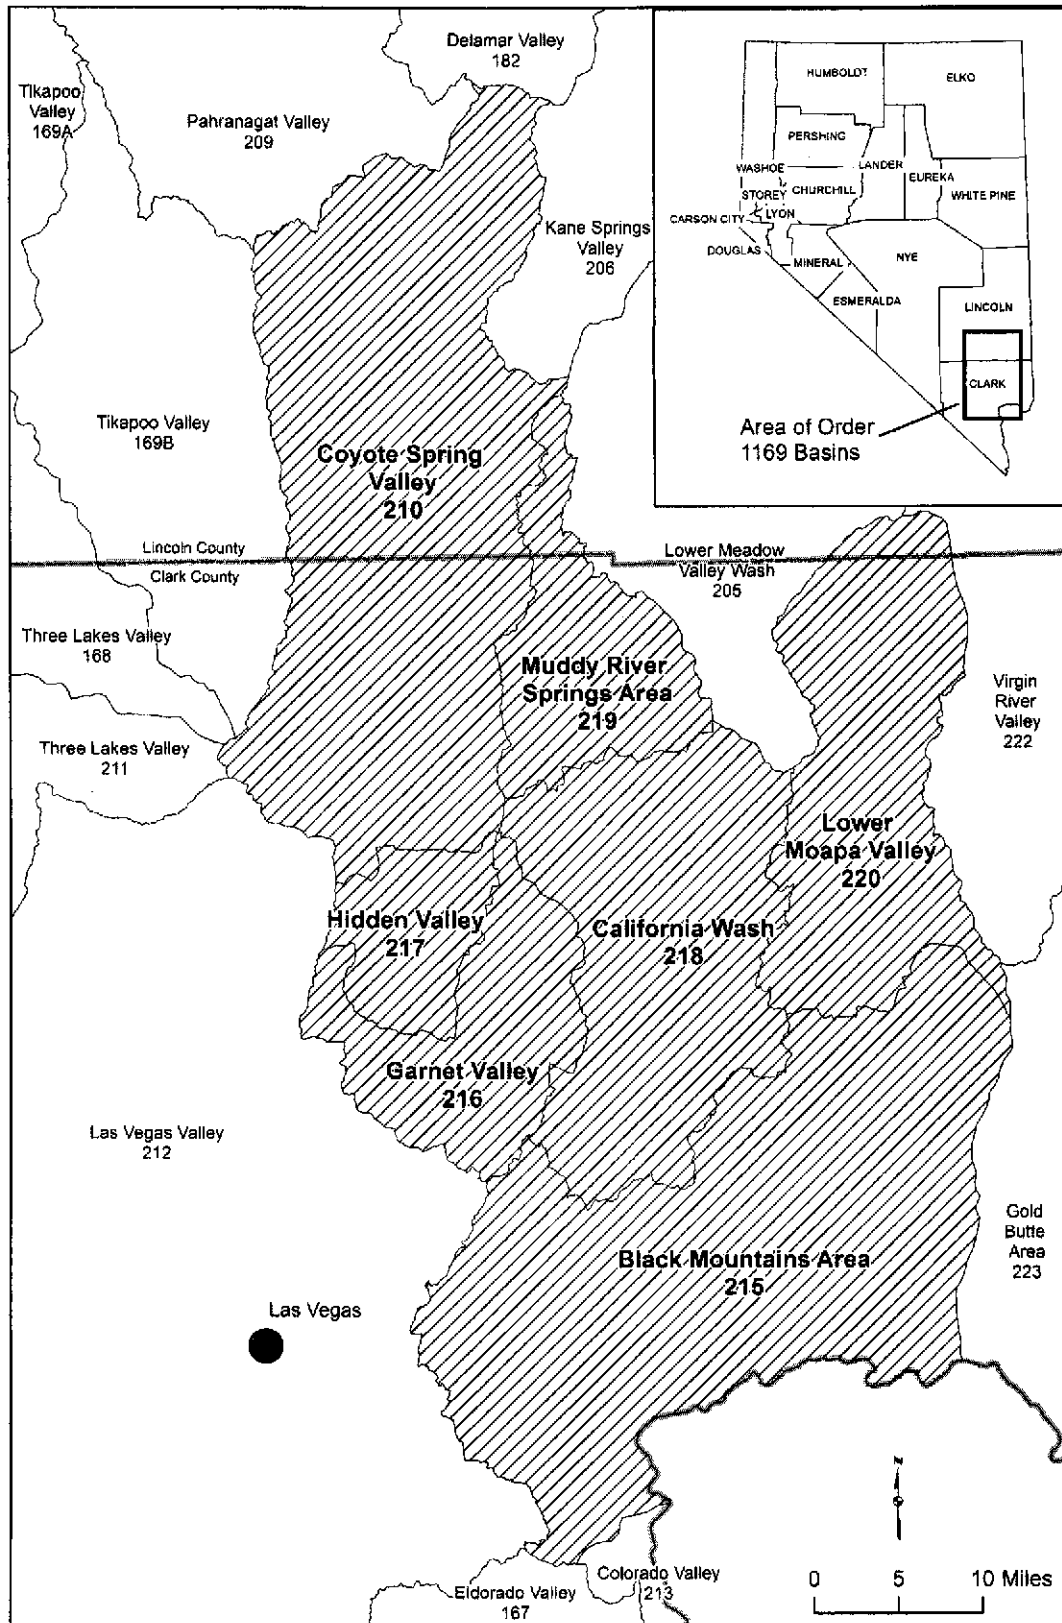 Delamar Valley
182
Tikapoo
Valley
169A
Pahranagat Valley
209
Kane Springs
Valley
206
HUMBOLDT
ELKO
PERSHING
LANDER
WASHOE
EUREKA
STOREY
CHURCHILL
WHITE PINE
LYON
CARSON CITY
DOUGLAS
MINERAL
NYE
ESMERALDA
LINCOLN
CLARK
Area of Order
1169 Basins
Tikapoo Valley
169B
Coyote Spring
Valley
210
Lincoln County
Clark County
Lower Meadow
Valley Wash
205
Three Lakes Valley
168
Muddy River
Springs Area
219
Virgin
River
Valley
222
Three Lakes Valley
211
Lower
Moapa Valley
220
Hidden Valley
217
California Wash
218
Garnet Valley
216
Las Vegas Valley
212
Gold
Butte
Area
223
Black Mountains Area
215
Las Vegas
N
Colorado Valley
213
Eldorado Valley
167
0 5 10 Miles